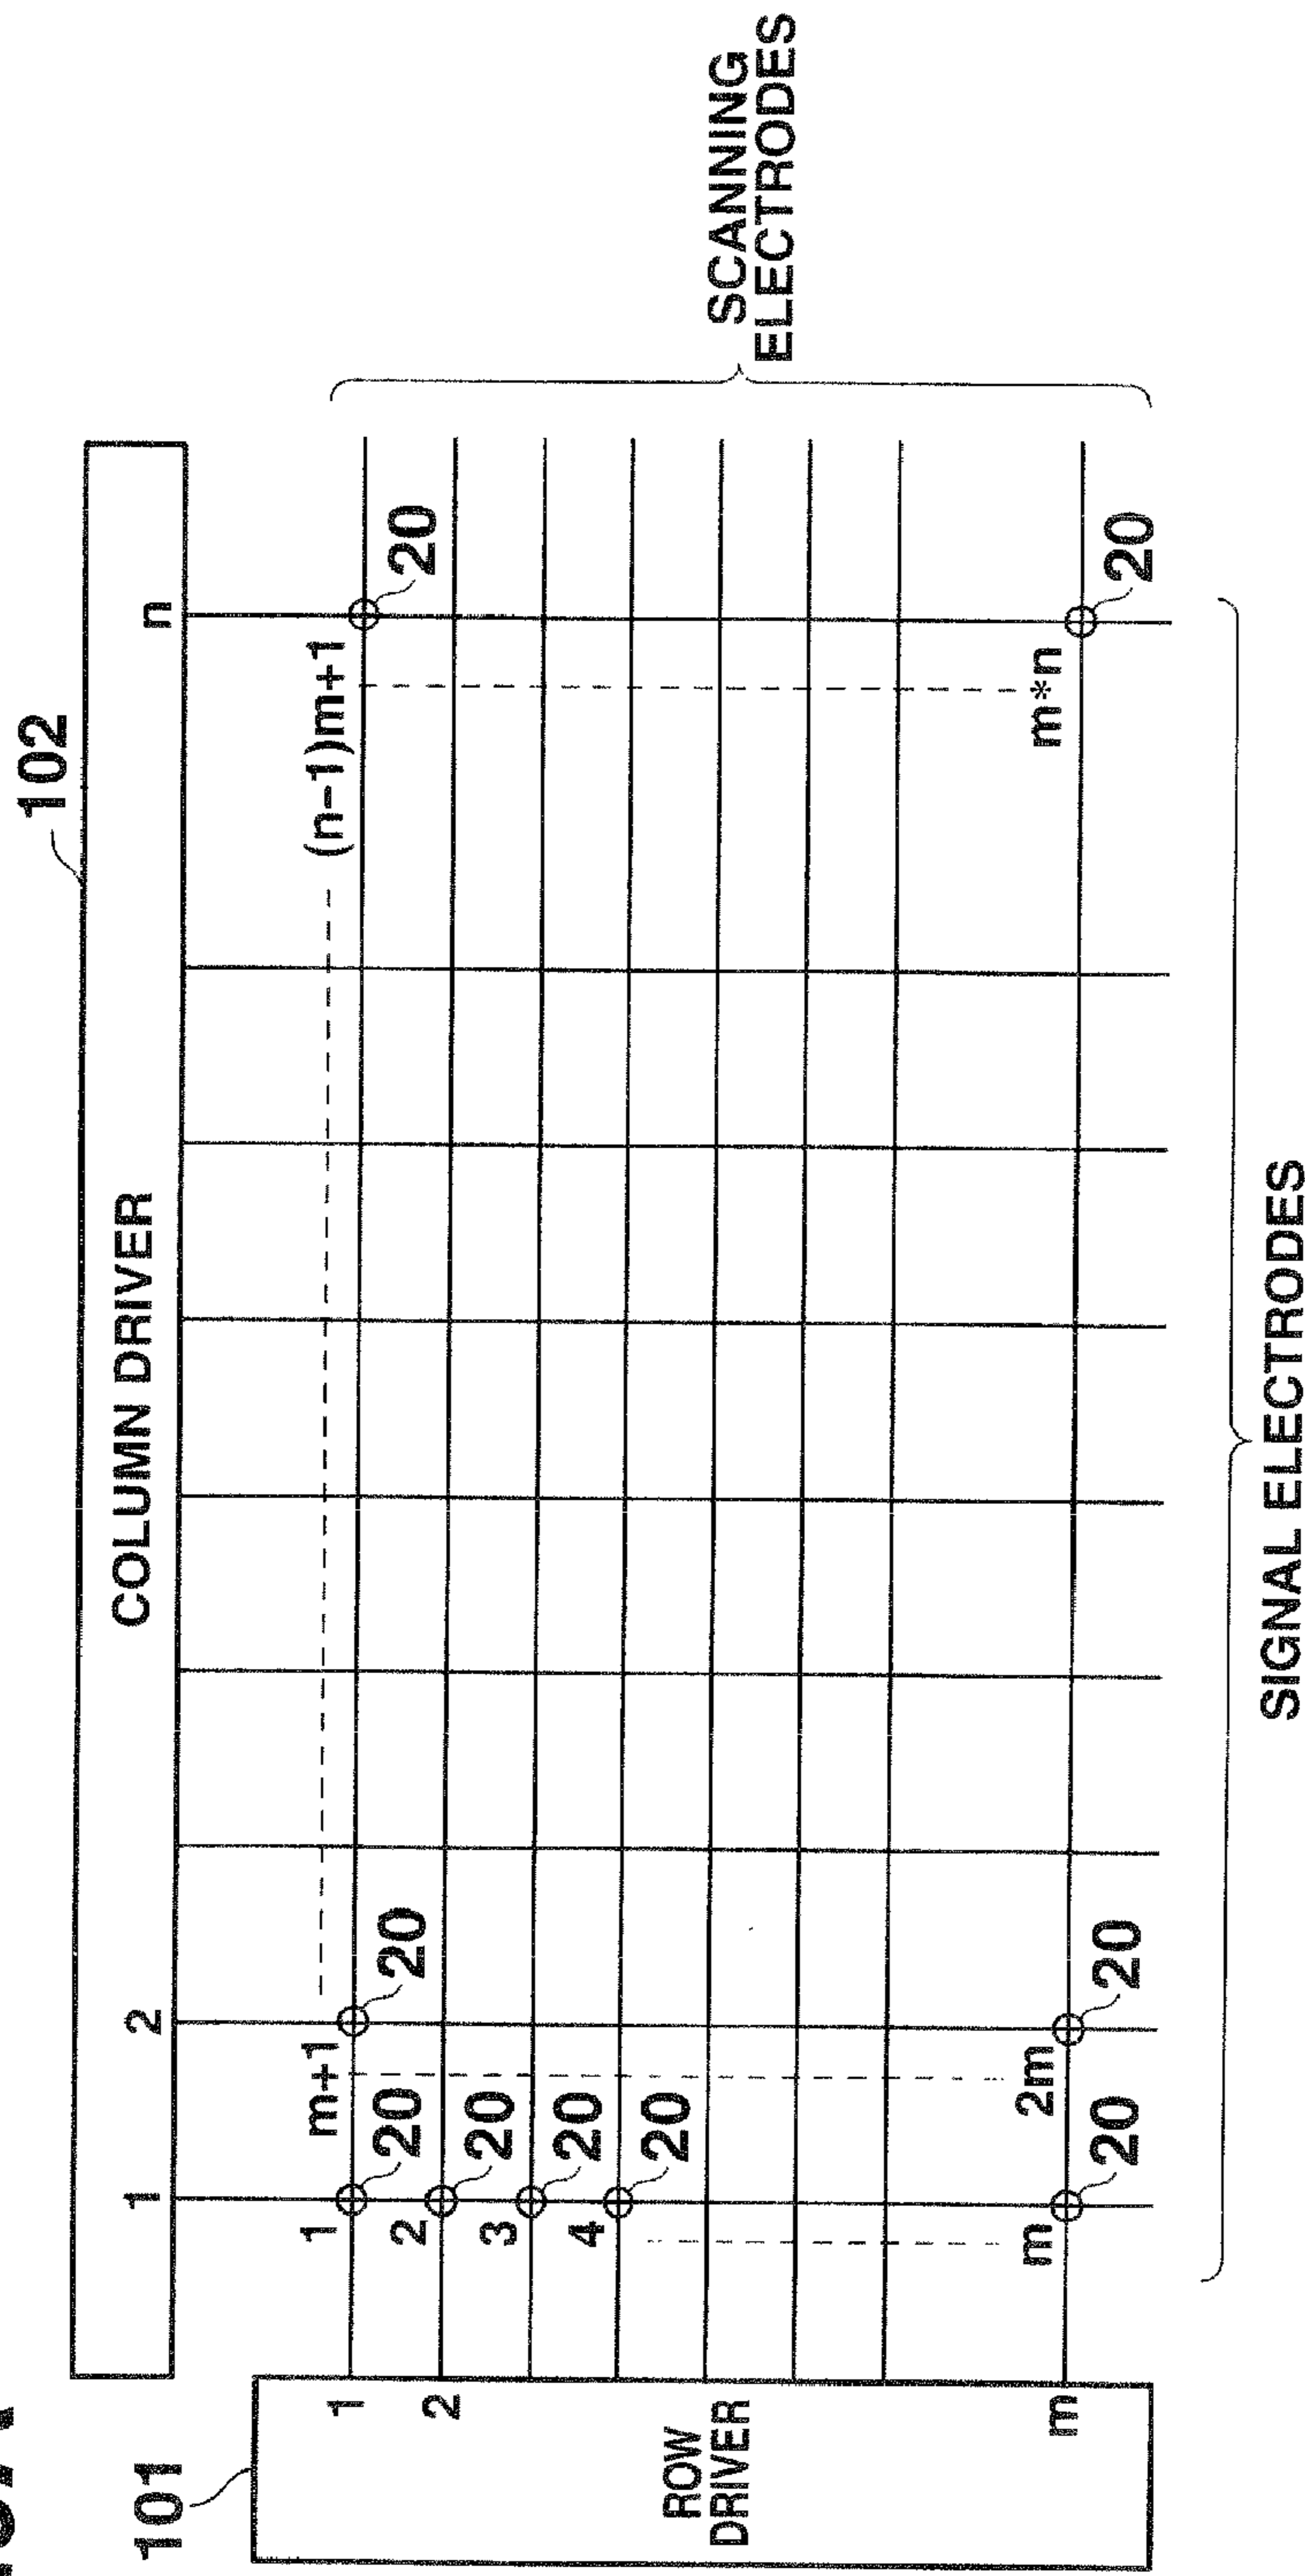 102
COLUMN DRIVER
1
2
n
101
ROW
DRIVER
1
2
m
1
2
3
4
m
m+1
2m
(n-1)m+1
m*n
20
20
20
20
20
20
20
20
20
SCANNING
ELECTRODES
SIGNAL ELECTRODES